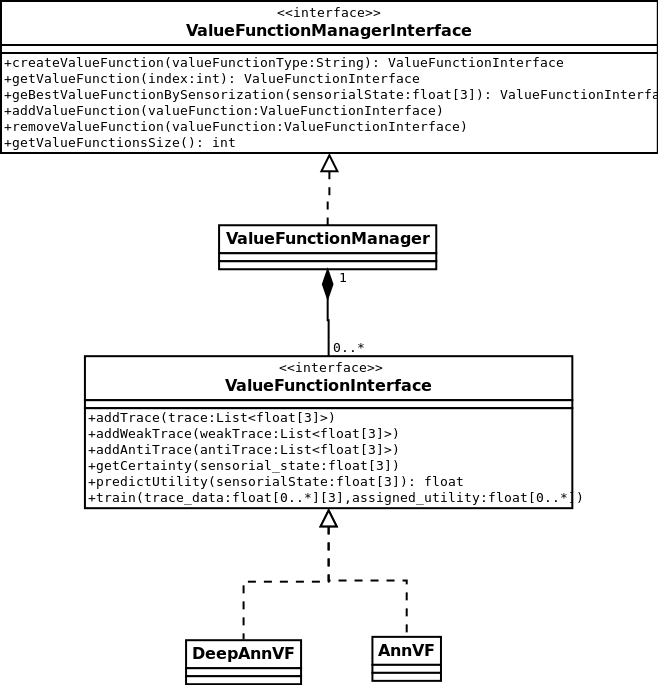 <<interface>>
ValueFunctionManagerInterface
+createValueFunction(valueFunctionType:String): ValueFunctionInterface
+getValueFunction(index:int): ValueFunctionInterface
+geBestValueFunctionBySensorization(sensorialState:float[3]): ValueFunctionInterfa
+addValueFunction(valueFunction:ValueFunctionInterface)
+removeValueFunction(valueFunction:ValueFunctionInterface)
+getValueFunctionsSize(): int
ValueFunctionManager
1
0..*
<<interface>>
ValueFunctionInterface
+addTrace(trace:List<float[3]>)
+addWeakTrace(weakTrace:List<float[3]>)
+addAntiTrace(antiTrace:List<float[3]>)
+getCertainty(sensorial_state:float[3])
+predictUtility(sensorialState:float[3]): float
+train(trace_data:float[0..*][3],assigned_utility:float[0..*])
DeepAnnVF
AnnVF